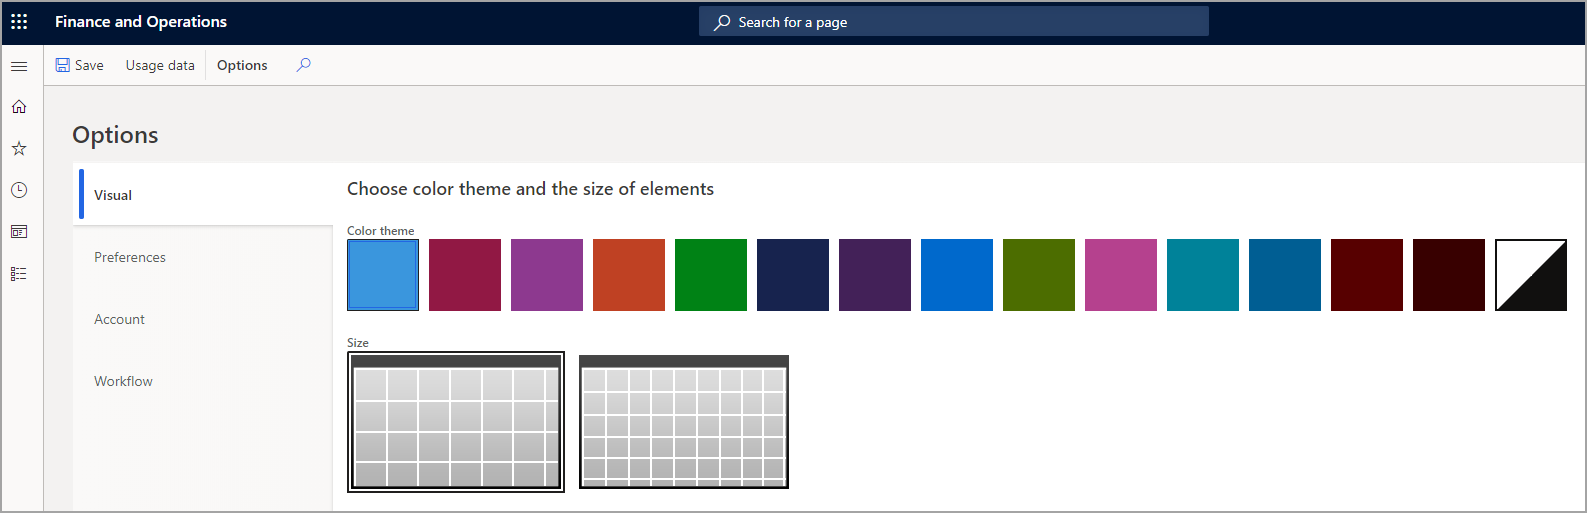 Finance and Operations
Search for a page
Save Usage data Options
Options
Visual
Preferences
Account
Workflow
Choose color theme and the size of elements
Color theme
Size